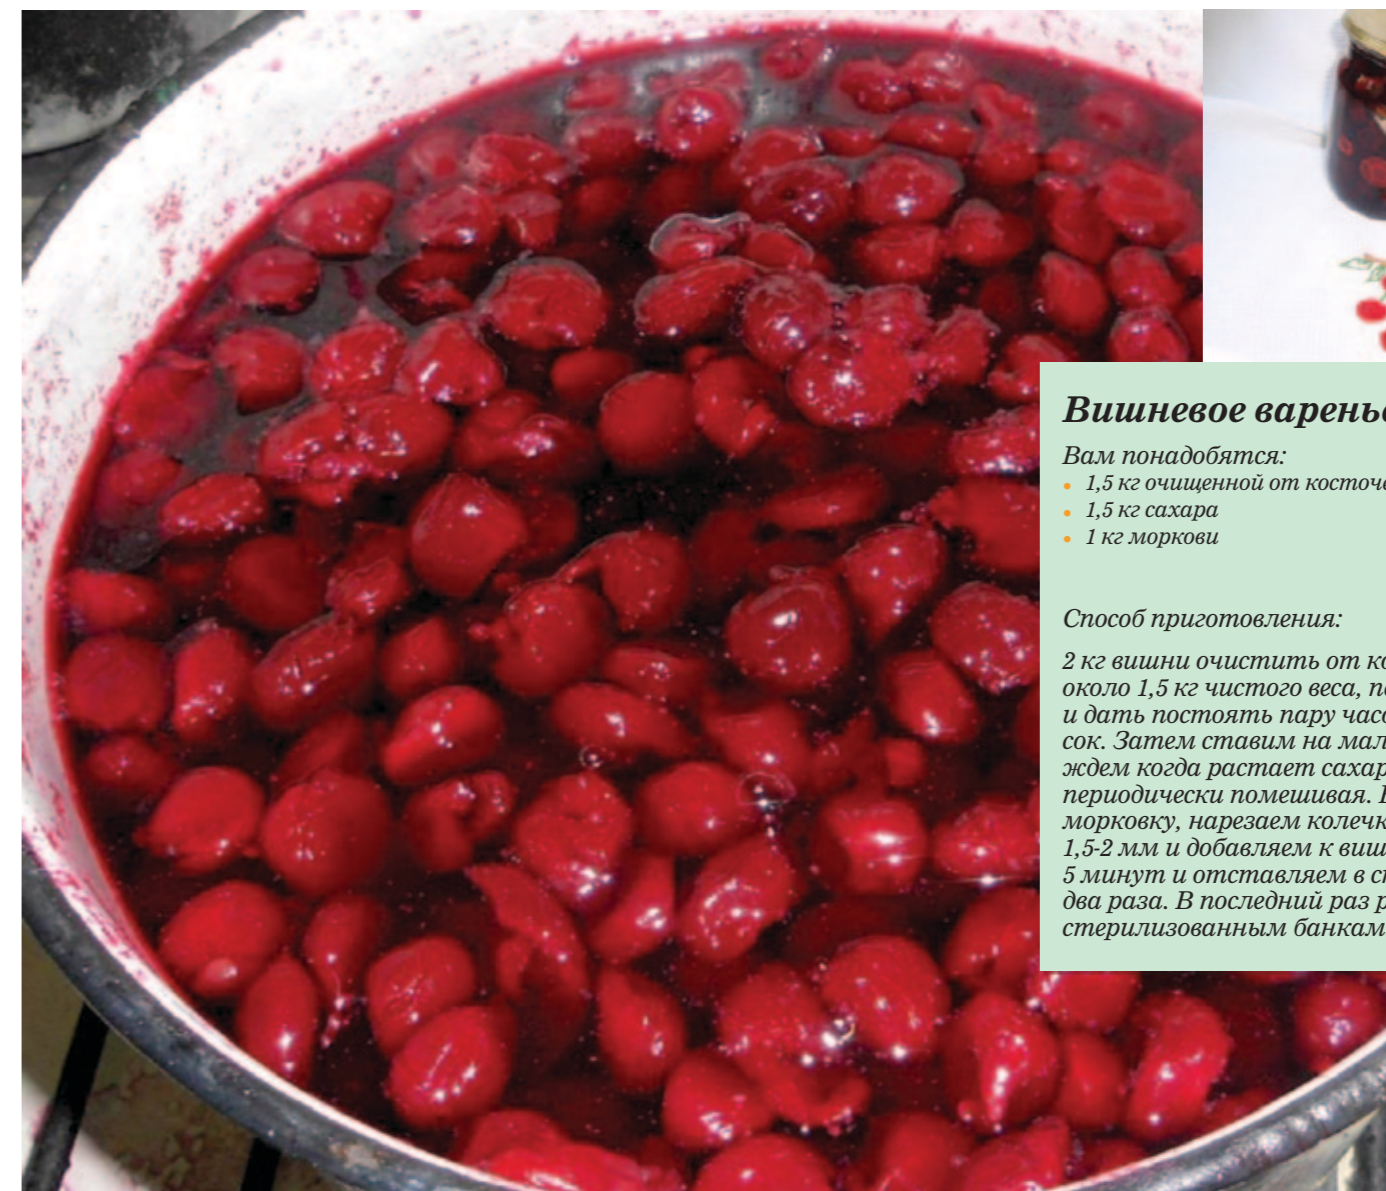 Вишневое варенье
Вам понадобятся:
• 1,5 кг очищенной от
• 1,5 кг сахара
• 1 кг моркови
Способ приготовления:
2 кг вишни очистить от
около 1,5 кг чистого веса,
и дать постоять пару
сок. Затем ставим на
ждем когда растает сахар
периодически помешивая.
морковку, нарезаем
1,5-2 мм и добавляем к
5 минут и отставляем в
два раза. В последний раз
стерилизованным банкам